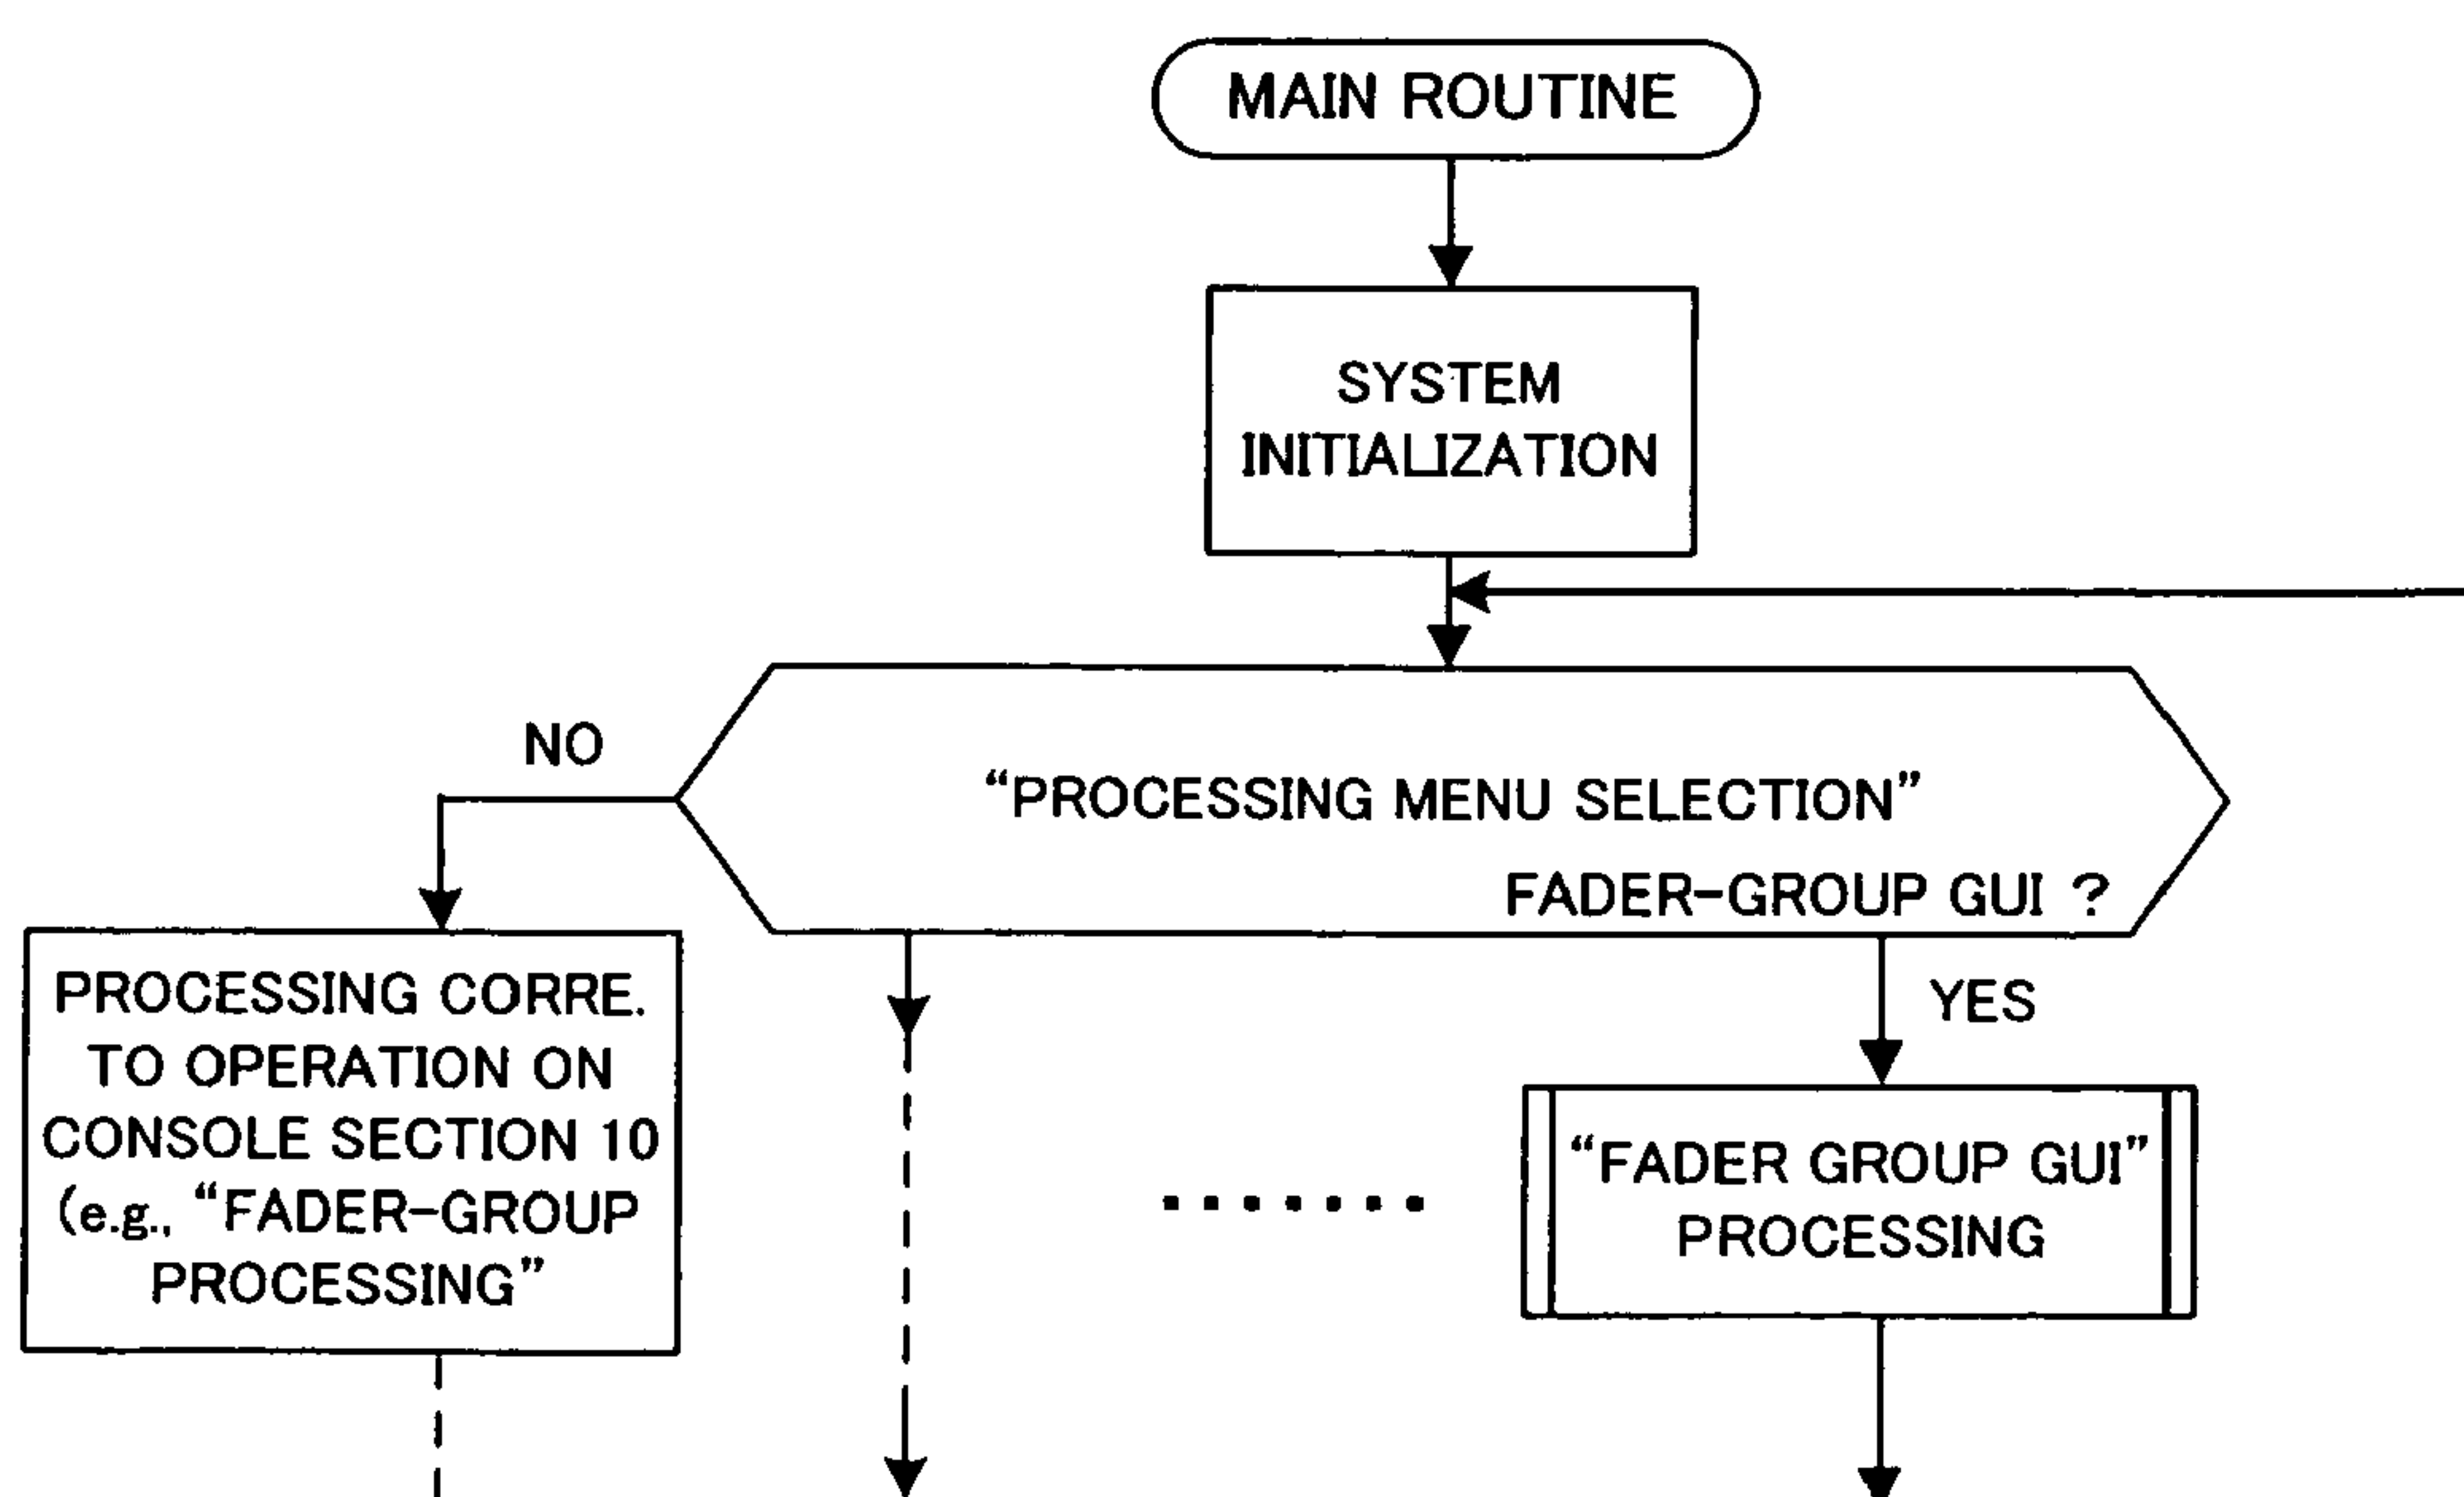 MAIN ROUTINE
SYSTEM
INITIALIZATION
NO
“PROCESSING MENU SELECTION”
FADER-GROUP GUI ?
YES
PROCESSING CORRE.
TO OPERATION ON
CONSOLE SECTION 10
(e.g., “FADER-GROUP
PROCESSING”
“FADER GROUP GUI”
PROCESSING